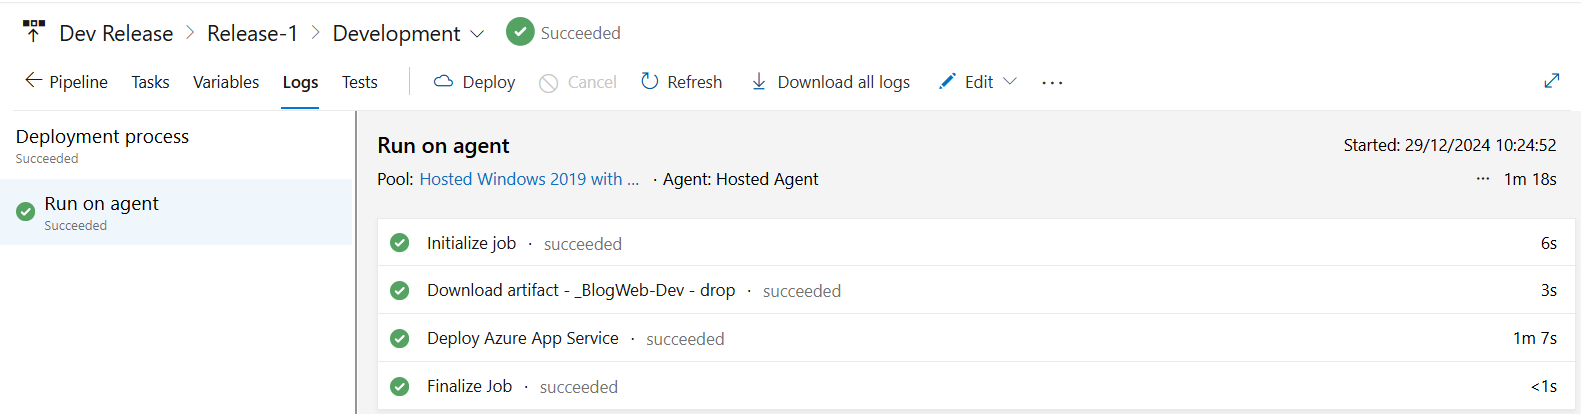 Dev Release > Release-1 > Development Succeeded
Pipeline Tasks Variables Logs Tests Deploy Cancel Refresh Download all logs Edit ...
Deployment process
Succeeded
Run on agent
Succeeded
Run on agent Started: 29/12/2024 10:24:52
Pool: Hosted Windows 2019 with ... · Agent: Hosted Agent ... 1m 18s
Initialize job · succeeded 6s
Download artifact - _BlogWeb-Dev - drop · succeeded 3s
Deploy Azure App Service · succeeded 1m 7s
Finalize Job · succeeded <1s